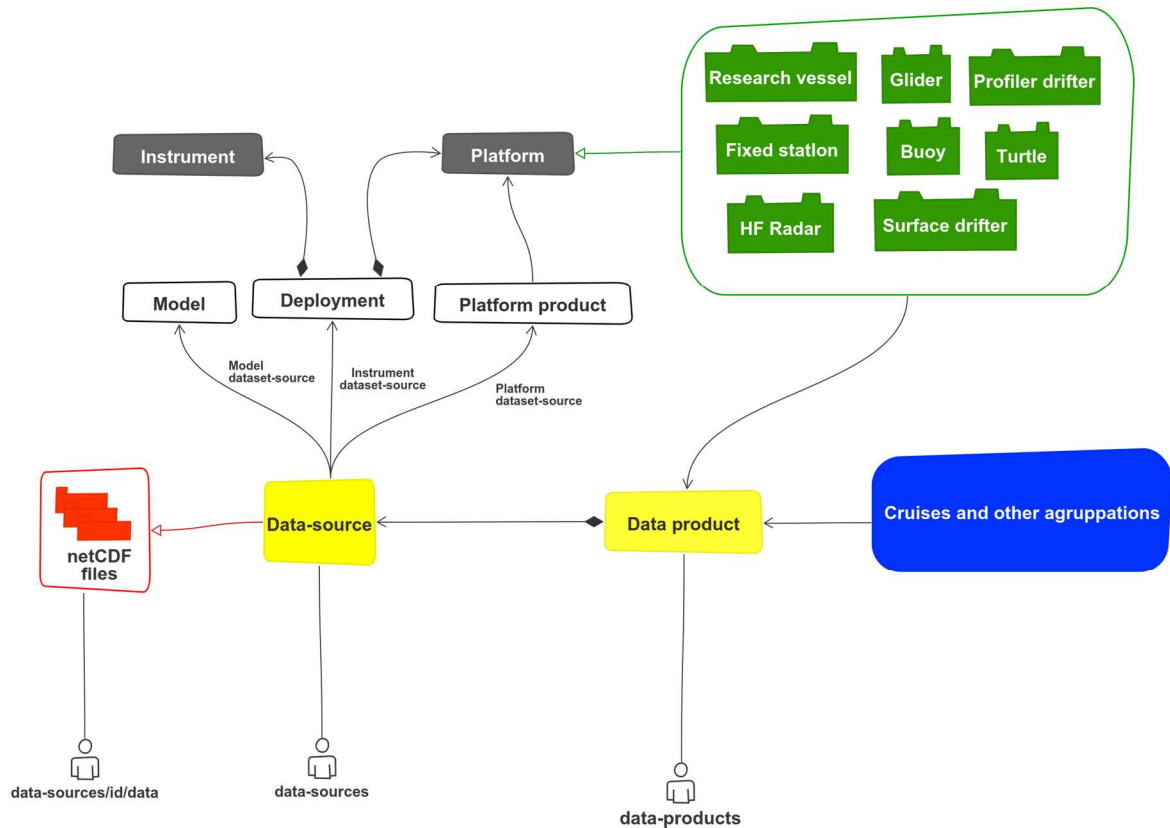 Research vessel
Glider
Profiler drifter
Fixed station
Buoy
Turtle
HF Radar
Surface drifter
Instrument
Platform
Model
Deployment
Platform product
Model
dataset-source
Instrument
dataset-source
Platform
dataset-source
netCDF
files
Data-source
Data product
Cruises and other agruppations
data-sources/id/data
data-sources
data-products